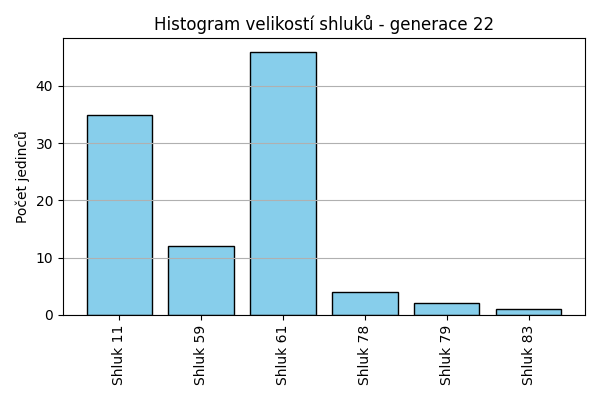 Histogram velikostí shluků - generace 22
Počet jedinců
40
30
20
10
0
Shluk 11
Shluk 59
Shluk 61
Shluk 78
Shluk 79
Shluk 83